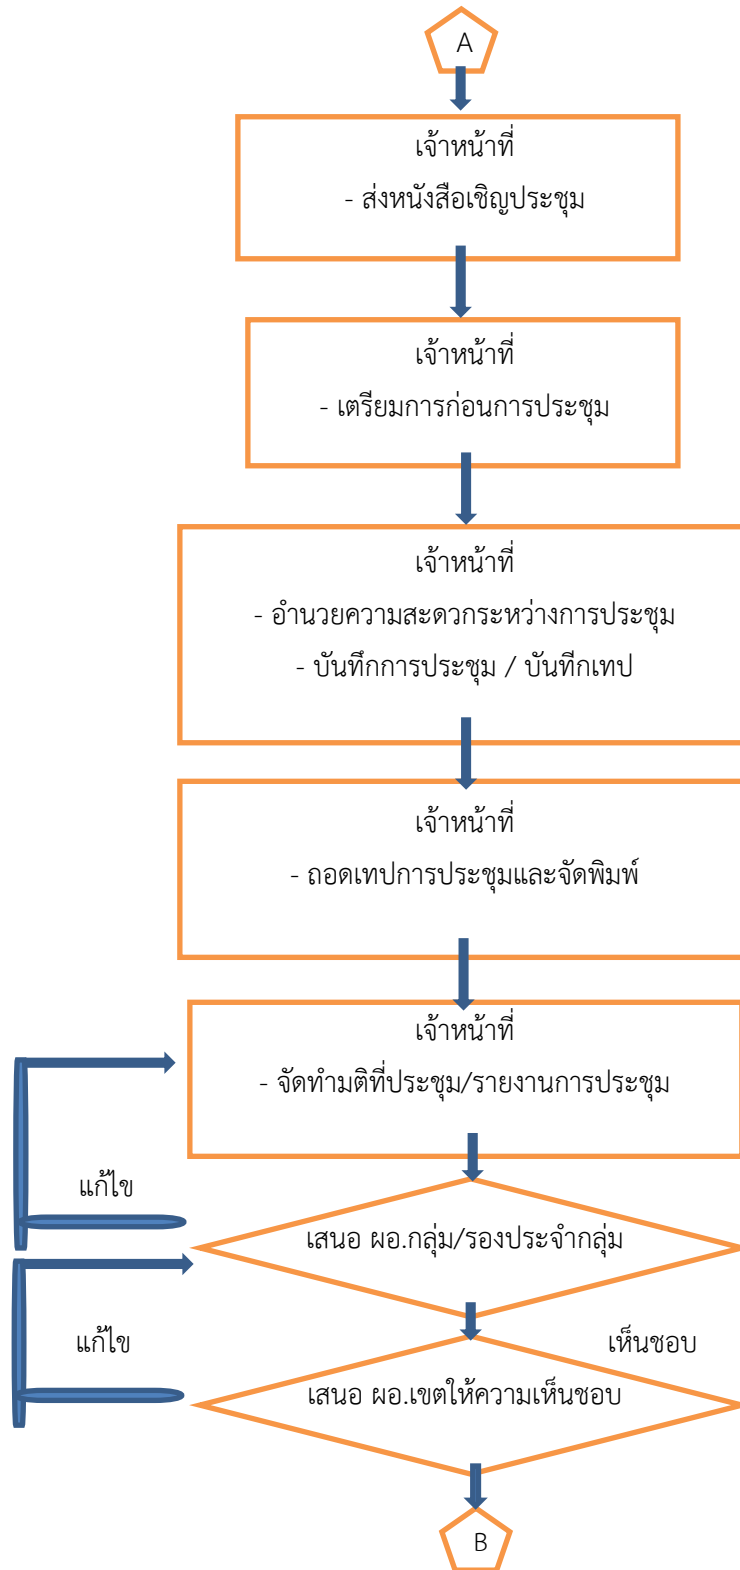 A
เจ้าหน้าที่
- ส่งหนังสือเชิญประชุม
เจ้าหน้าที่
- เตรียมการก่อนการประชุม
เจ้าหน้าที่
- อำนวยความสะดวกระหว่างการประชุม
- บันทึกการประชุม / บันทีกเทป
เจ้าหน้าที่
- ถอดเทปการประชุมและจัดพิมพ์
เจ้าหน้าที่
- จัดทำมติที่ประชุม/รายงานการประชุม
แก้ไข
เสนอ ผอ.กลุ่ม/รองประจำกลุ่ม
แก้ไข
เห็นชอบ
เสนอ ผอ.เขตให้ความเห็นชอบ
B